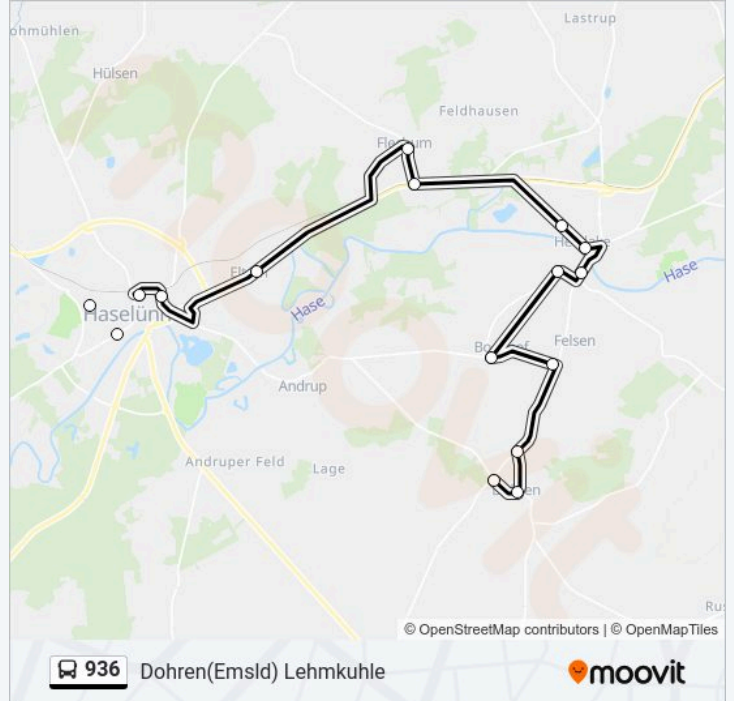 Lastrup
ohmühlen
Hülsen
Feldhausen
Hase
Hase
Felsen
Andrup
Andruper Feld
Lage
Rus
© OpenStreetMap contributors | © OpenMapTiles
936
Dohren(Emsld) Lehmkuhle
moovit